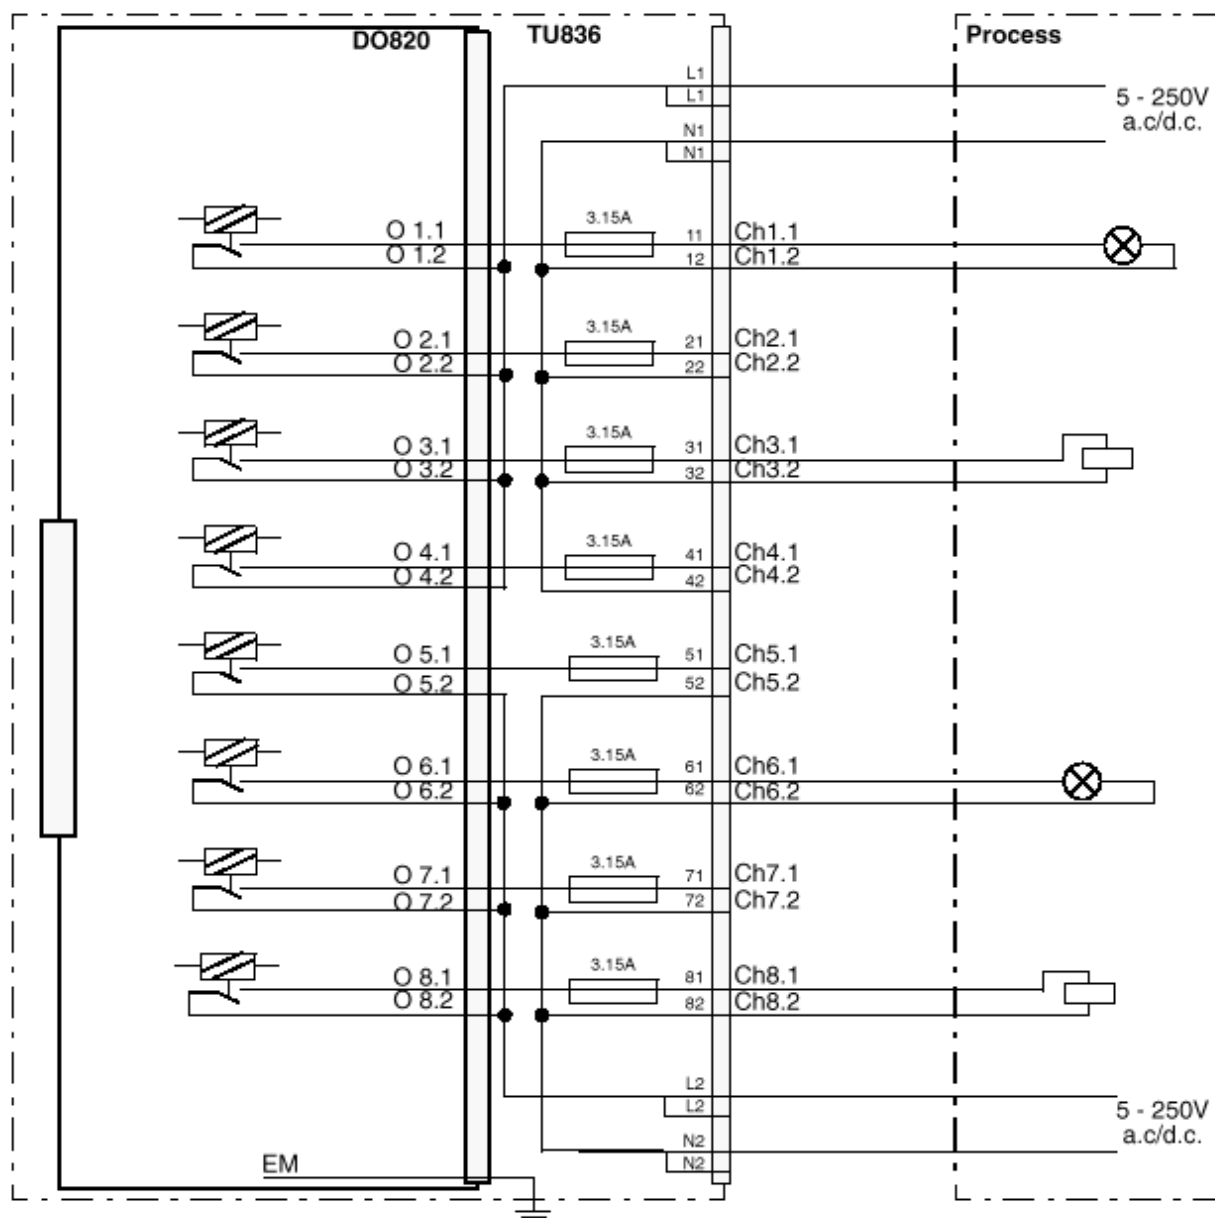 DO820 TU836 Process
L1
L1
5 - 250V
a.c/d.c.
N1
N1
3.15A
O 1.1 11 Ch1.1
O 1.2 12 Ch1.2
3.15A
O 2.1 21 Ch2.1
O 2.2 22 Ch2.2
3.15A
O 3.1 31 Ch3.1
O 3.2 32 Ch3.2
3.15A
O 4.1 41 Ch4.1
O 4.2 42 Ch4.2
3.15A
O 5.1 51 Ch5.1
O 5.2 52 Ch5.2
3.15A
O 6.1 61 Ch6.1
O 6.2 62 Ch6.2
3.15A
O 7.1 71 Ch7.1
O 7.2 72 Ch7.2
3.15A
O 8.1 81 Ch8.1
O 8.2 82 Ch8.2
L2
L2
5 - 250V
a.c/d.c.
N2
N2
EM